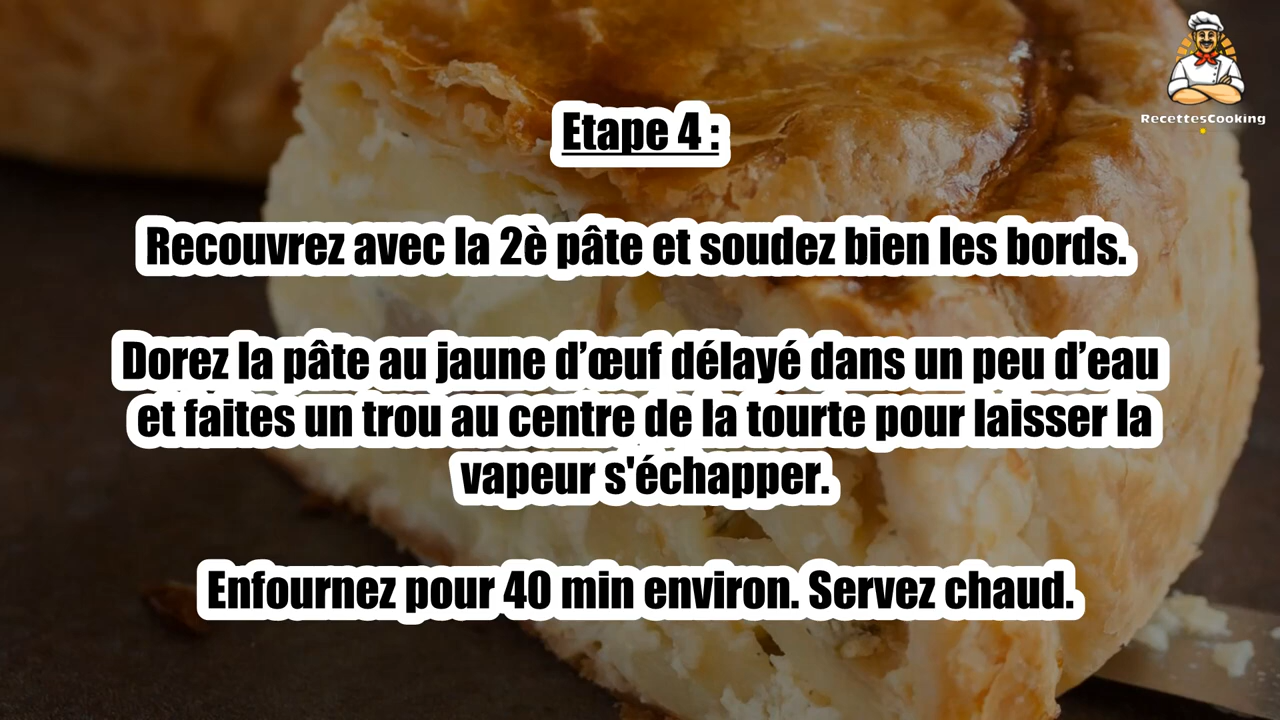 RecettesCooking
Etape 4 :
Recouvrez avec la 2è pâte et soudez bien les bords.
Dorez la pâte au jaune d’œuf délayé dans un peu d’eau
et faites un trou au centre de la tourte pour laisser la
vapeur s'échapper.
Enfournez pour 40 min environ. Servez chaud.